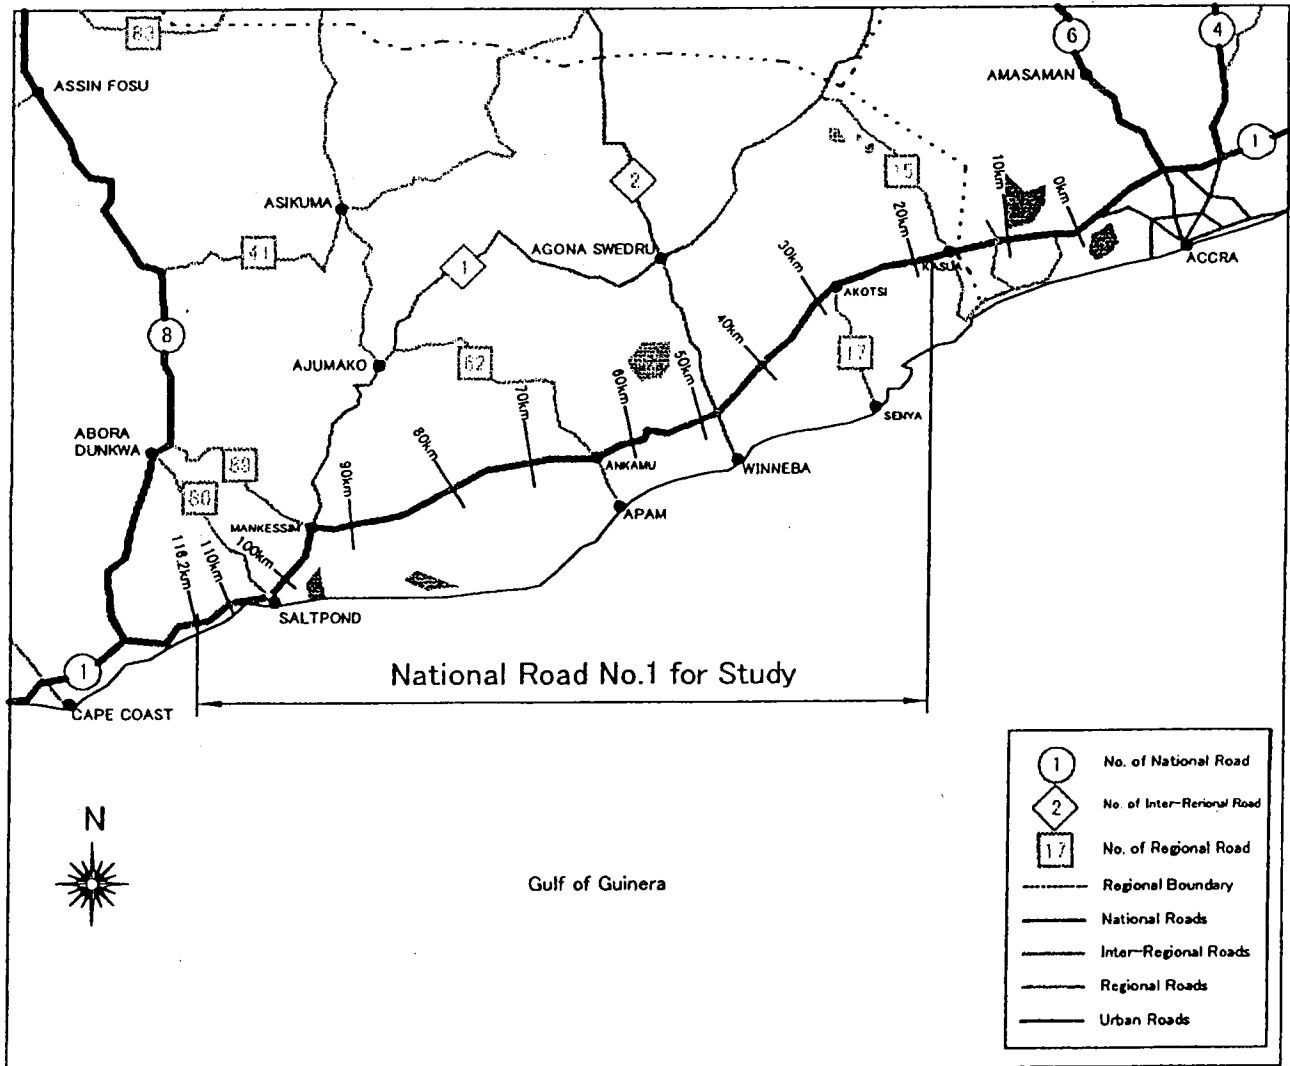 83
6
4
ASSIN FOSU
AMASAMAN
1
2
15
10km
0km
ASIKUMA
20km
41
1
AGONA SWEDRU
30km
KASUA
ACCRA
AKOTSI
8
40km
17
AJUMAKO
62
50km
60km
70km
SENYA
ABORA
DUNKWA
80km
89
90km
ANKAMU
WINNEBA
60
APAM
MANKESSIM
100km
110km
116.2km
SALTPOND
1
National Road No.1 for Study
CAPE COAST
N
Gulf of Guinera
1 No. of National Road
2 No. of Inter-Rerional Road
17 No. of Regional Road
Regional Boundary
National Roads
Inter-Regional Roads
Regional Roads
Urban Roads